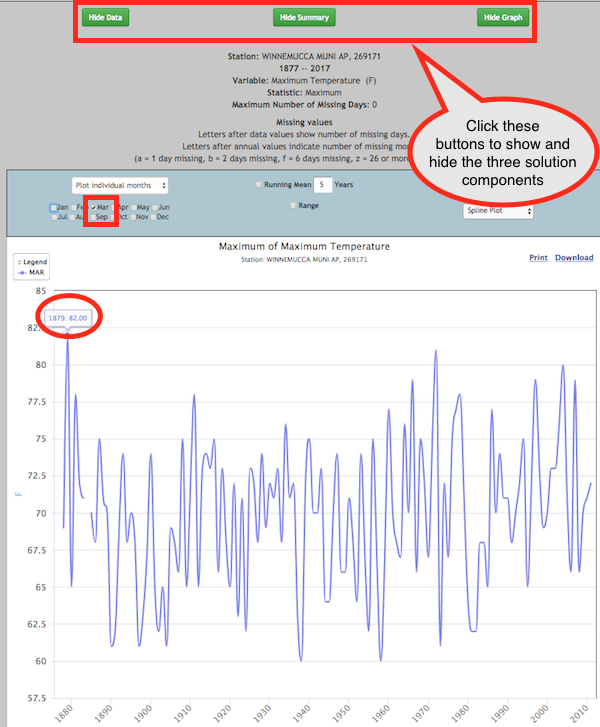 Hide Data Hide Summary Hide Graph
Station: WINNEMUCCA MUNI AP, 269171
1877 -- 2017
Variable: Maximum Temperature (F)
Statistic: Maximum
Maximum Number of Missing Days: 0
Missing values
Letters after data values show number of missing days.
Letters after annual values indicate number of missing mo
(a = 1 day missing, b = 2 days missing, f = 6 days missing, z = 26 or mor
Click these
buttons to show and
hide the three solution
components
Plot individual months Running Mean 5 Years
Jan Feb Mar Apr May Jun Range
Jul Au Sep Oct Nov Dec Spline Plot
Maximum of Maximum Temperature
Station: WINNEMUCCA MUNI AP, 269171
Print Download
:: Legend
MAR
85
1879: 82.00
82.
80
77.5
75
72.5
70
67.5
65
62.5
60
57.5
F
1880 1890 1900 1910 1920 1930 1940 1950 1960 1970 1980 1990 2000 2010